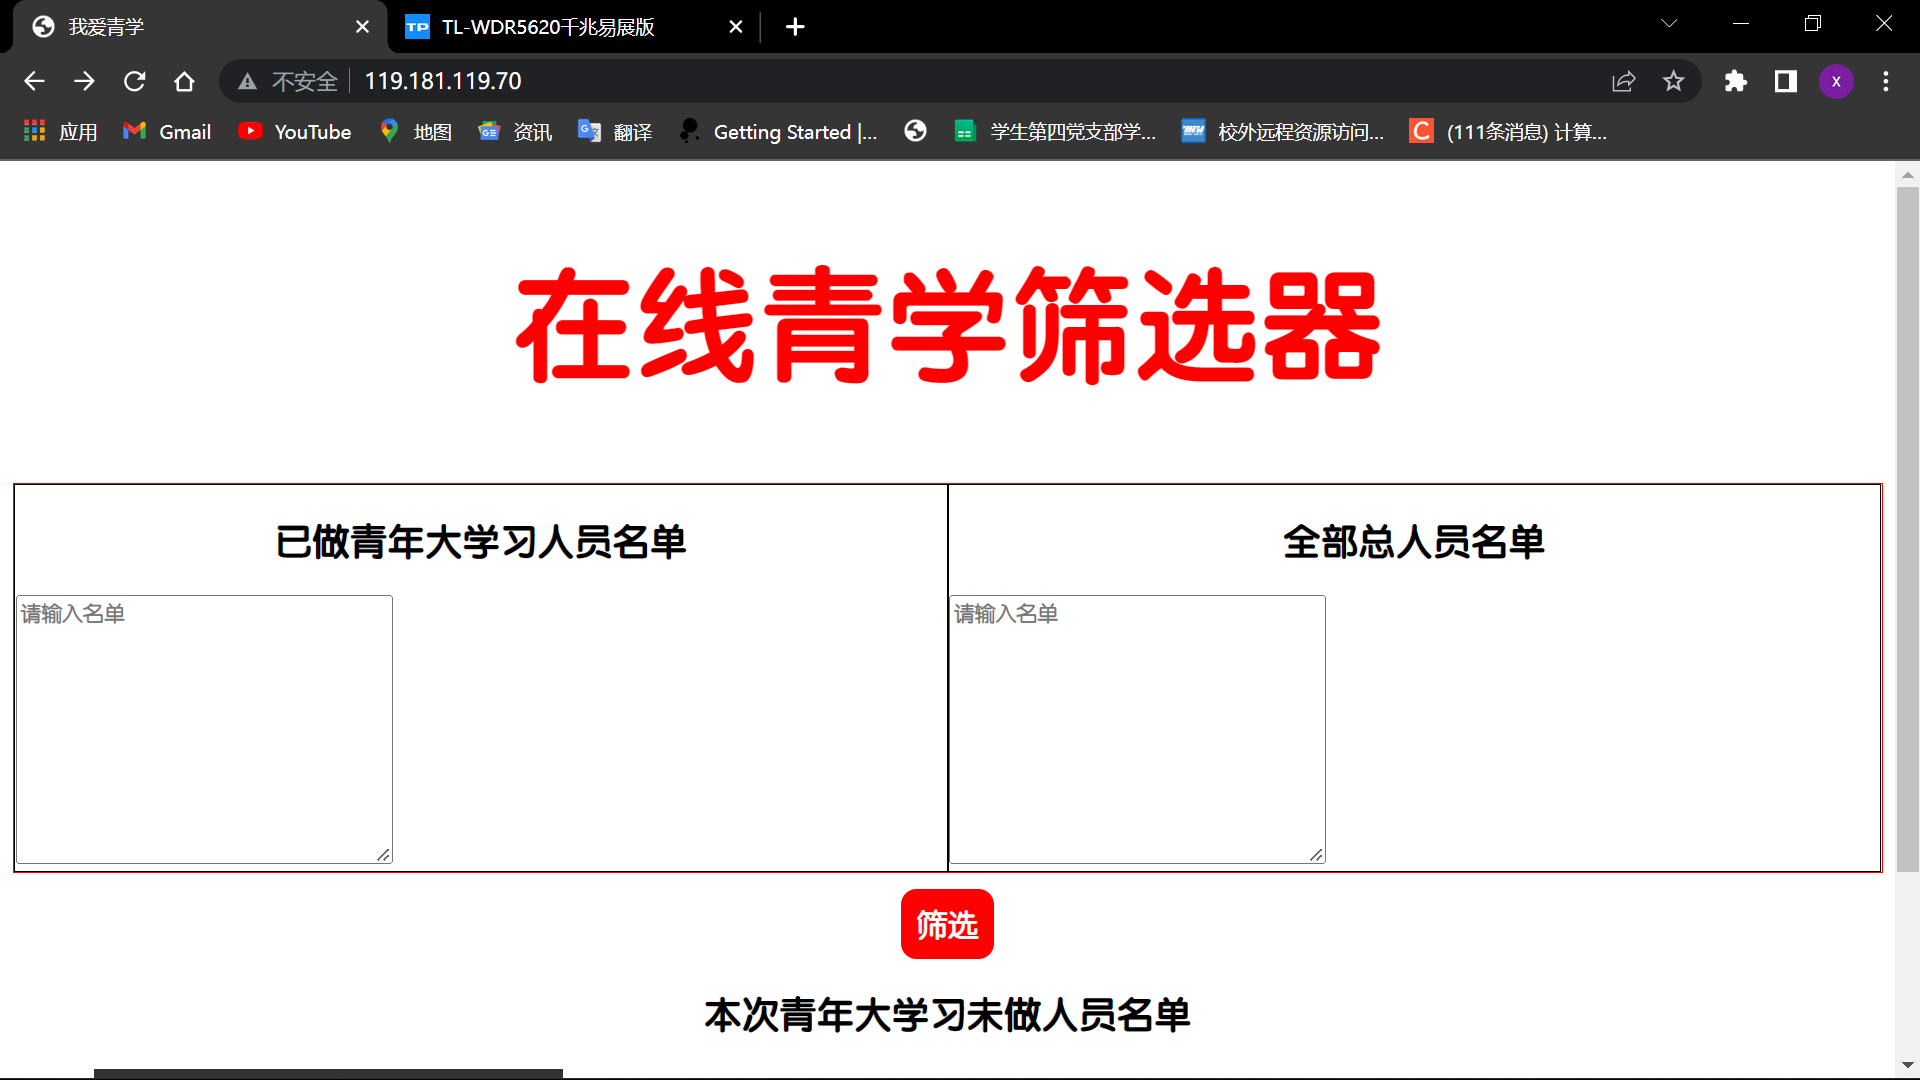 我爱青学
TP TL-WDR5620千兆易展版
不安全 119.181.119.70
X
应用 Gmail YouTube 地图 资讯 翻译 Getting Started |... 学生第四党支部学... 校外远程资源访问... C (111条消息) 计算...
在线青学筛选器
已做青年大学习人员名单 全部总人员名单
请输入名单 请输入名单
筛选
本次青年大学习未做人员名单